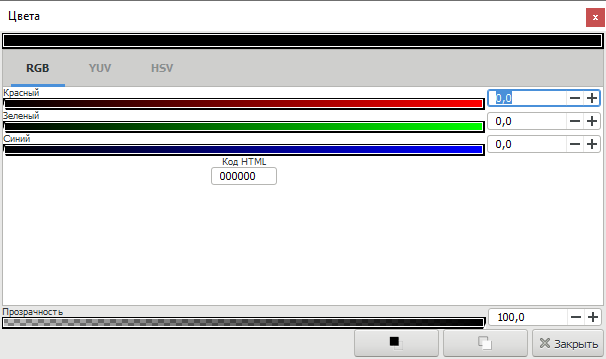 Цвета
RGB YUV HSV
Красный
0,0
Зеленый
0,0
Синий
0,0
Код HTML
000000
Прозрачность
100,0
Закрыть